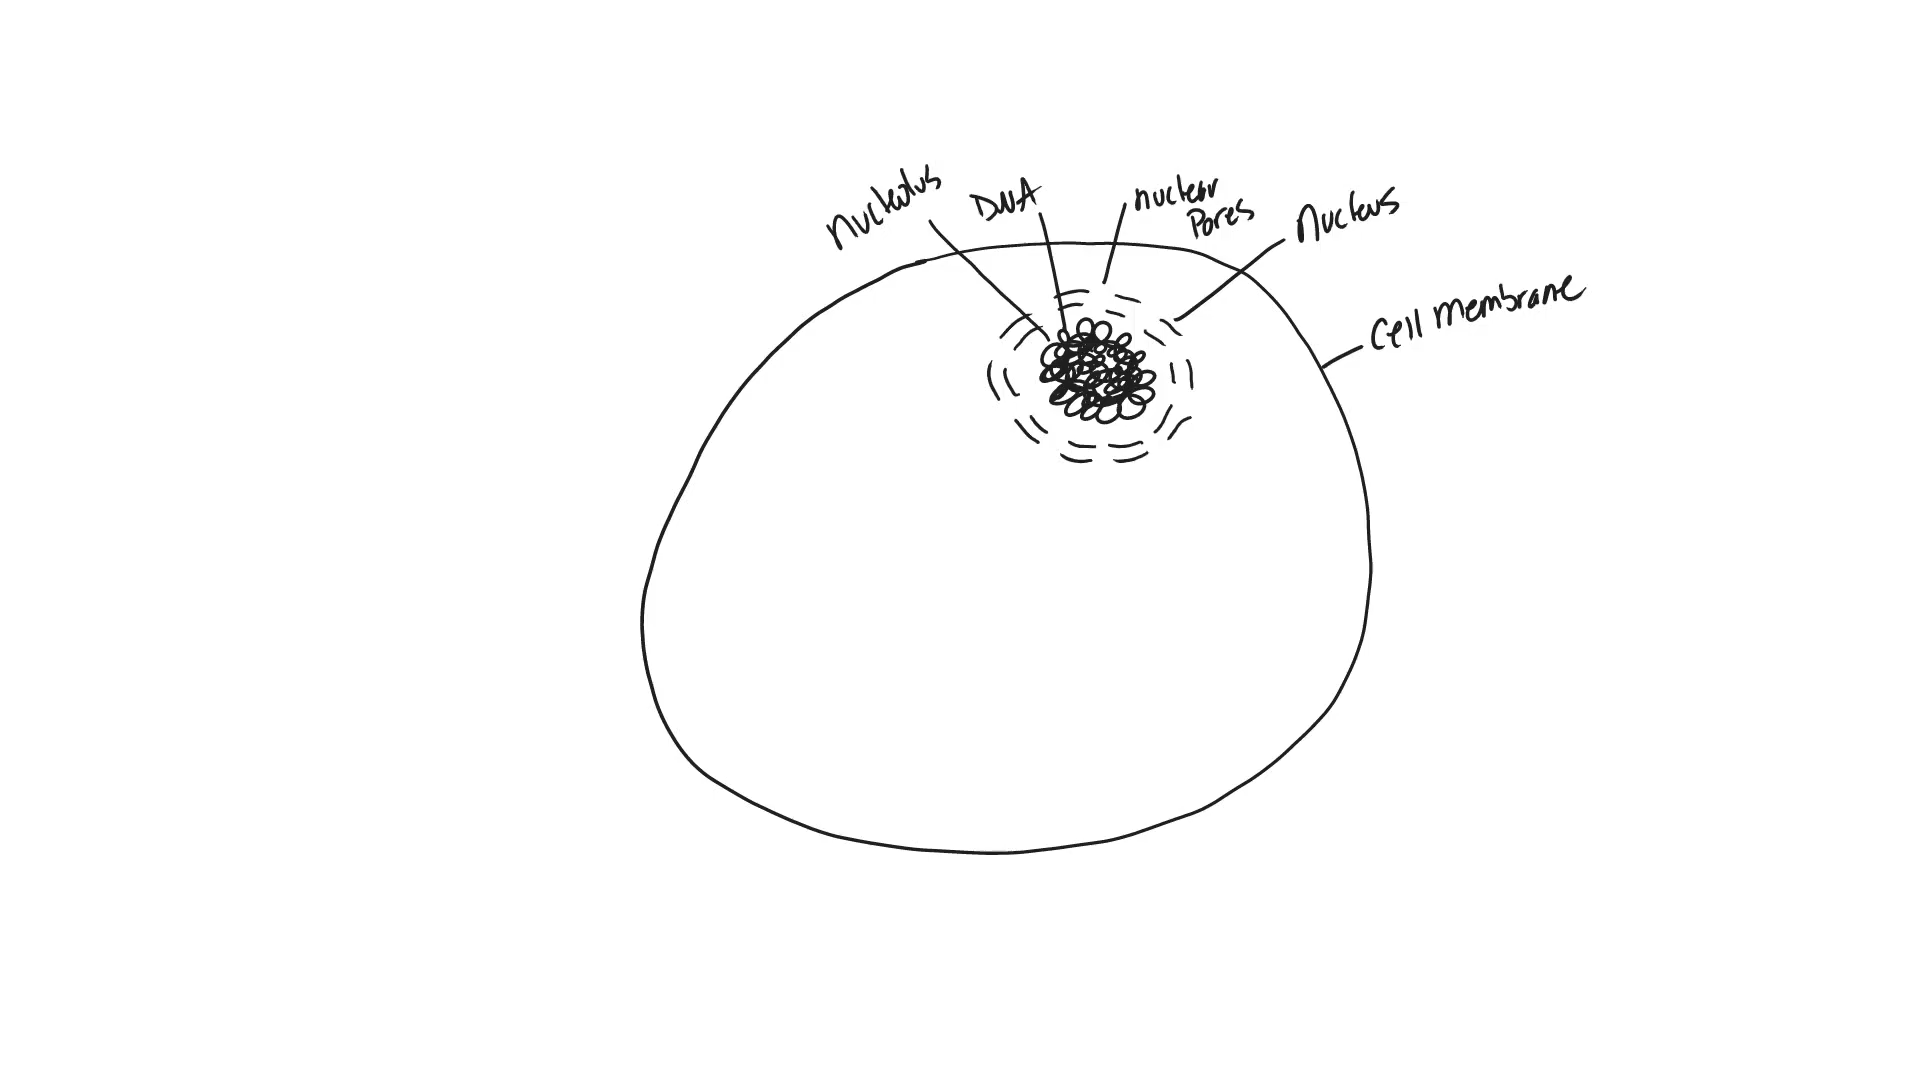 nucleolus
DNA
nuclear
Pores
Nucleus
Cell membrane